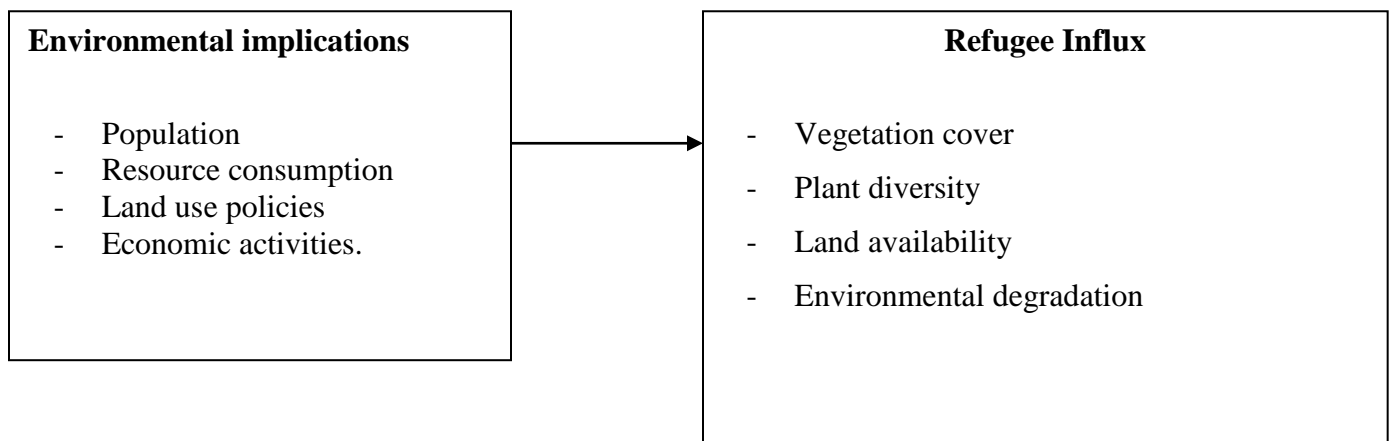 Environmental implications
- Population
- Resource consumption
- Land use policies
- Economic activities.
Refugee Influx
- Vegetation cover
- Plant diversity
- Land availability
- Environmental degradation